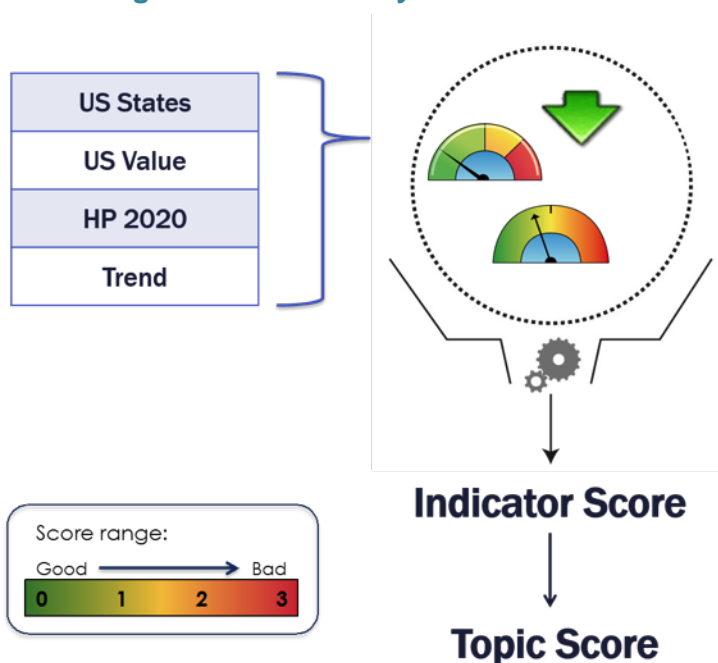 US States
US Value
HP 2020
Trend
Indicator Score
Topic Score
Score range:
Good Bad
0 1 2 3